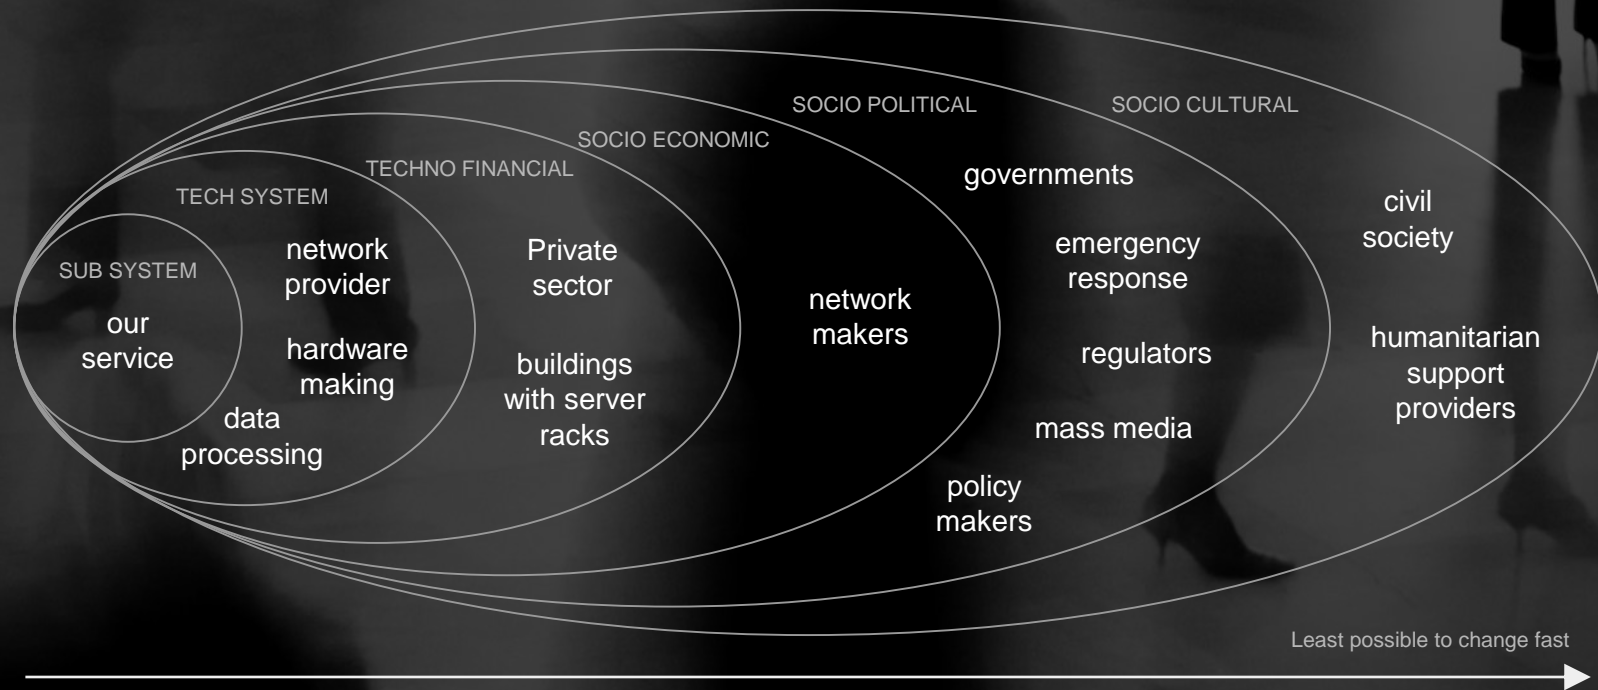 SUB SYSTEM
our
service
TECH SYSTEM
network
provider
hardware
making
data
processing
TECHNO FINANCIAL
Private
sector
buildings
with server
racks
SOCIO ECONOMIC
network
makers
SOCIO POLITICAL
governments
emergency
response
regulators
mass media
policy
makers
SOCIO CULTURAL
civil
society
humanitarian
support
providers
Least possible to change fast